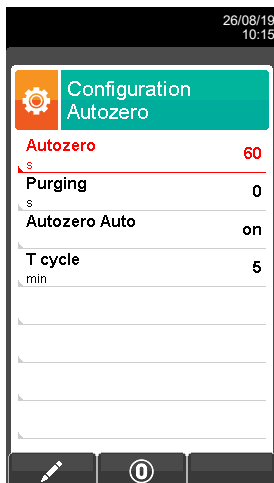 26/08/19
10:15
Configuration
Autozero
Autozero 60
s
Purging 0
s
Autozero Auto on
T cycle 5
min
0